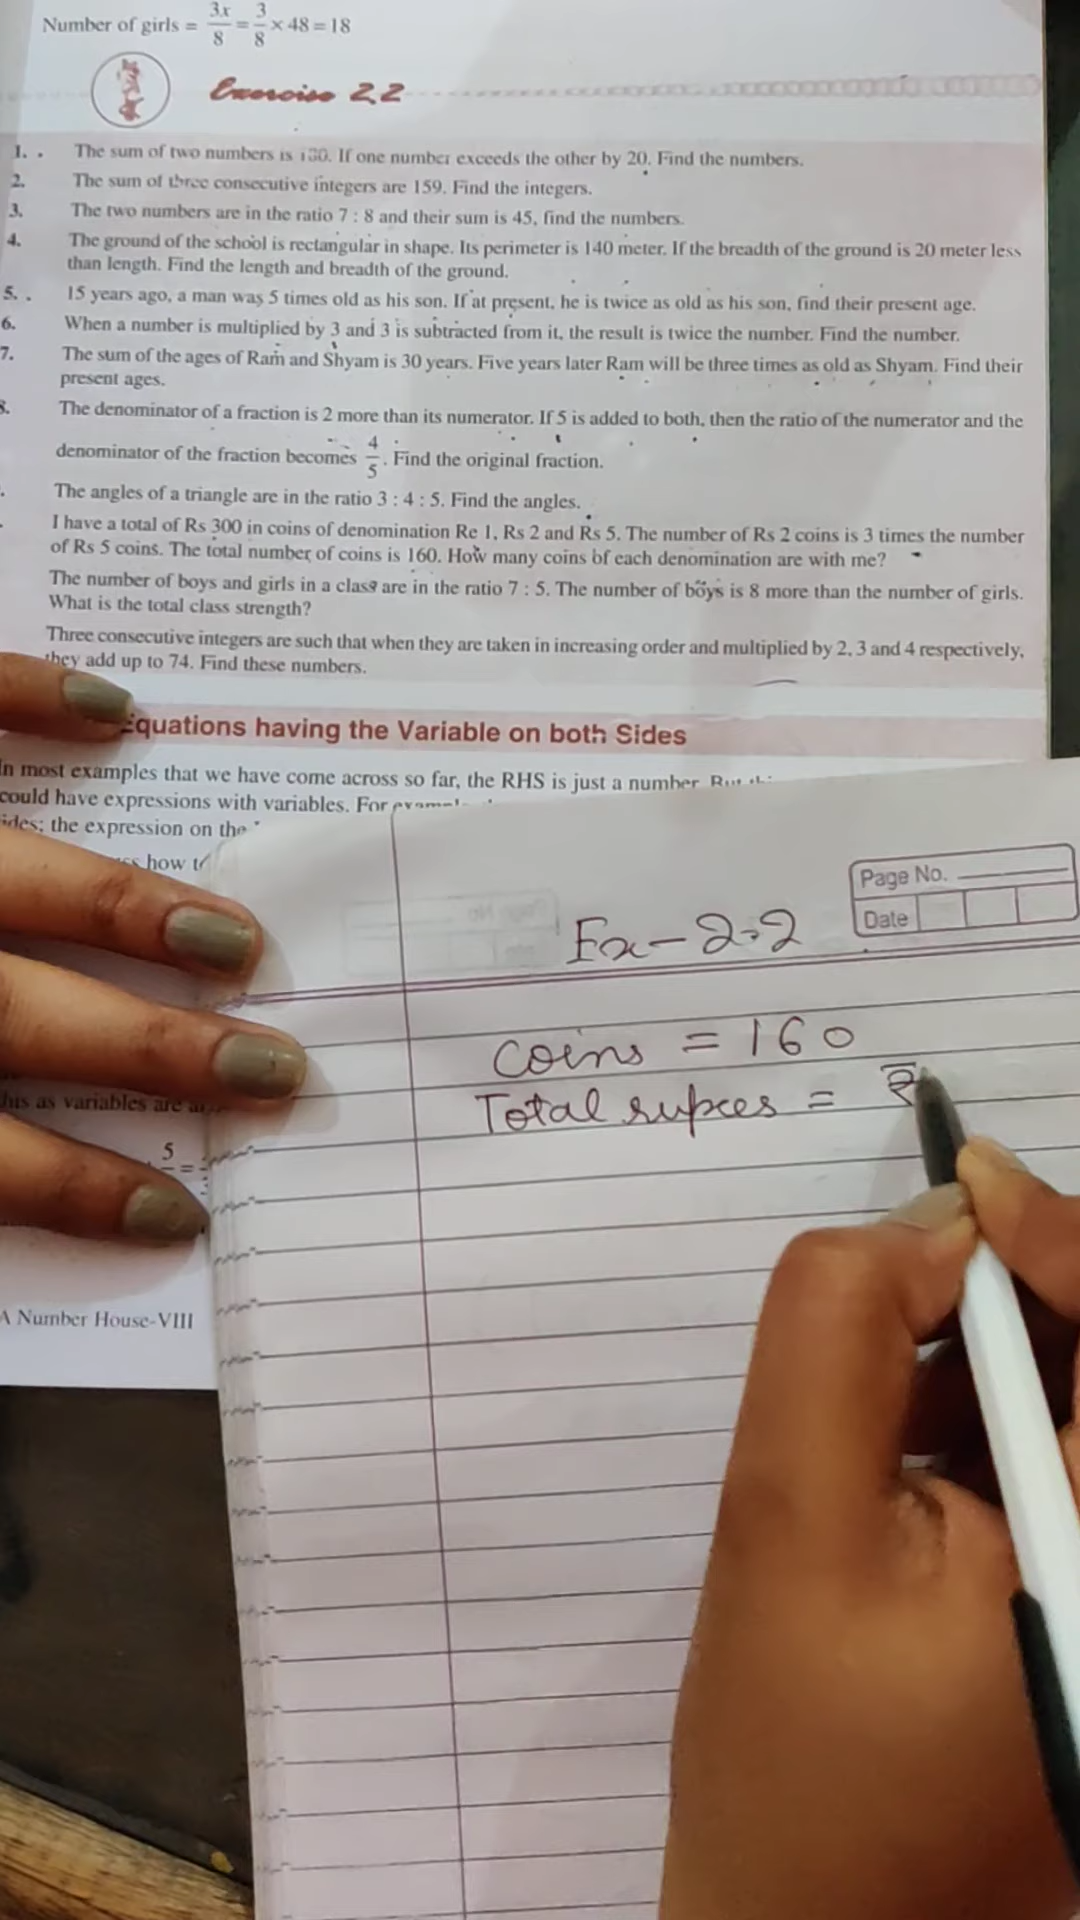 Number of girls = 3x/8 = 3/8 × 48 = 18
Exercise 2.2
1. The sum of two numbers is 130. If one number exceeds the other by 20. Find the numbers.
2. The sum of three consecutive integers are 159. Find the integers.
3. The two numbers are in the ratio 7 : 8 and their sum is 45, find the numbers.
4. The ground of the school is rectangular in shape. Its perimeter is 140 meter. If the breadth of the ground is 20 meter less
than length. Find the length and breadth of the ground.
5. 15 years ago, a man was 5 times old as his son. If at present, he is twice as old as his son, find their present age.
6. When a number is multiplied by 3 and 3 is subtracted from it, the result is twice the number. Find the number.
7. The sum of the ages of Ram and Shyam is 30 years. Five years later Ram will be three times as old as Shyam. Find their
present ages.
8. The denominator of a fraction is 2 more than its numerator. If 5 is added to both, then the ratio of the numerator and the
denominator of the fraction becomes 4/5. Find the original fraction.
The angles of a triangle are in the ratio 3 : 4 : 5. Find the angles.
I have a total of Rs 300 in coins of denomination Re 1, Rs 2 and Rs 5. The number of Rs 2 coins is 3 times the number
of Rs 5 coins. The total number of coins is 160. How many coins of each denomination are with me?
The number of boys and girls in a class are in the ratio 7 : 5. The number of boys is 8 more than the number of girls.
What is the total class strength?
Three consecutive integers are such that when they are taken in increasing order and multiplied by 2, 3 and 4 respectively,
they add up to 74. Find these numbers.
Equations having the Variable on both Sides
In most examples that we have come across so far, the RHS is just a number.
could have expressions with variables. For
the expression on the
how
Page No.
Date
Ex - 2.2
Coins = 160
Total rupees = ₹
as variables are
5 =
A Number House-VIII